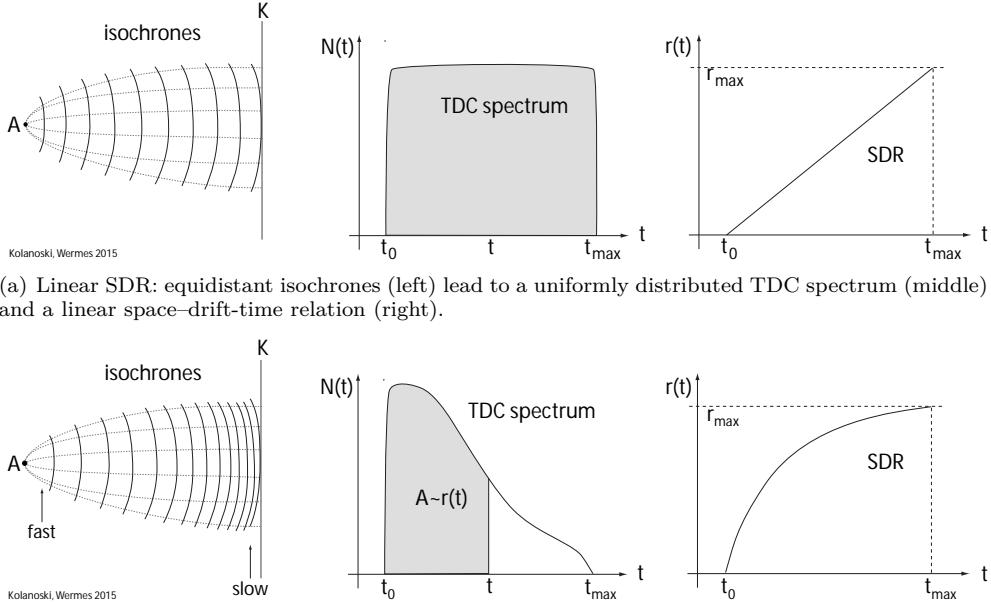 K
isochrones
A
Kolanoski, Wermes 2015
N(t)
TDC spectrum
t0
t
tmax
t
r(t)
rmax
SDR
t0
tmax
t
(a) Linear SDR: equidistant isochrones (left) lead to a uniformly distributed TDC spectrum (middle)
and a linear space–drift-time relation (right).
K
isochrones
A
fast
slow
Kolanoski, Wermes 2015
N(t)
TDC spectrum
A~r(t)
t0
t
tmax
t
r(t)
rmax
SDR
t0
tmax
t